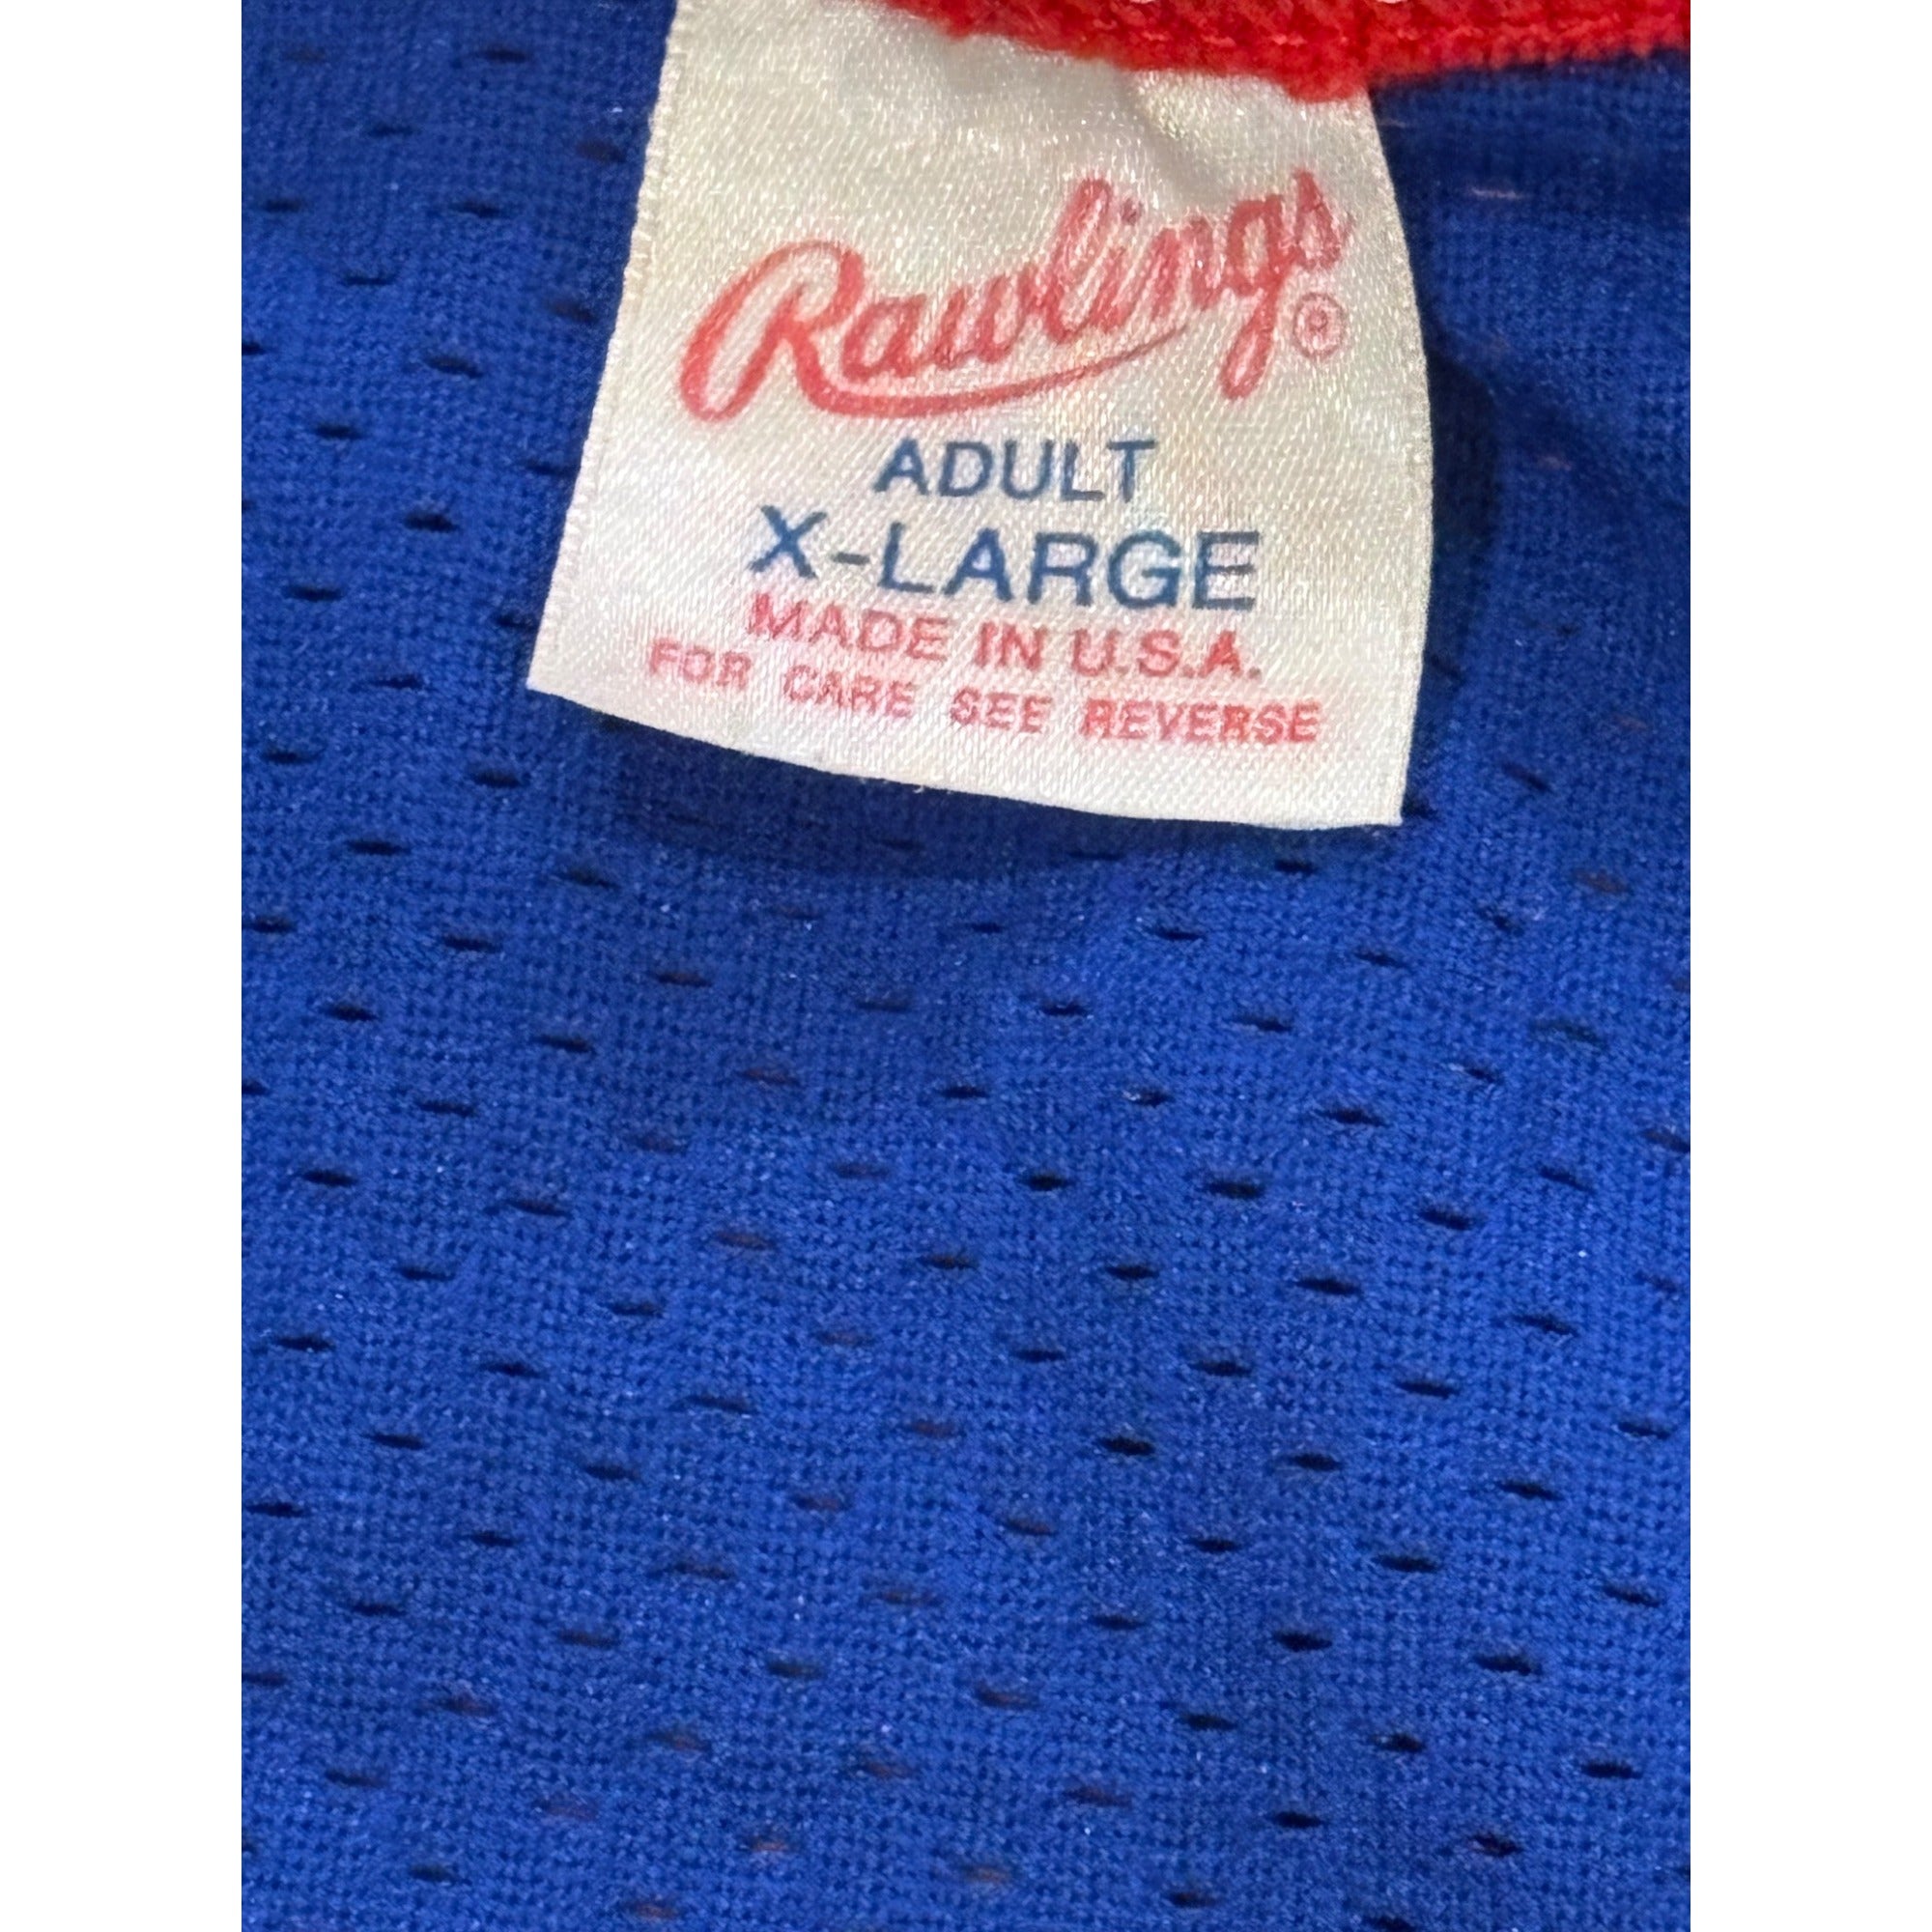 Rawlings®
ADULT
X-LARGE
MADE IN U.S.A.
FOR CARE SEE REVERSE